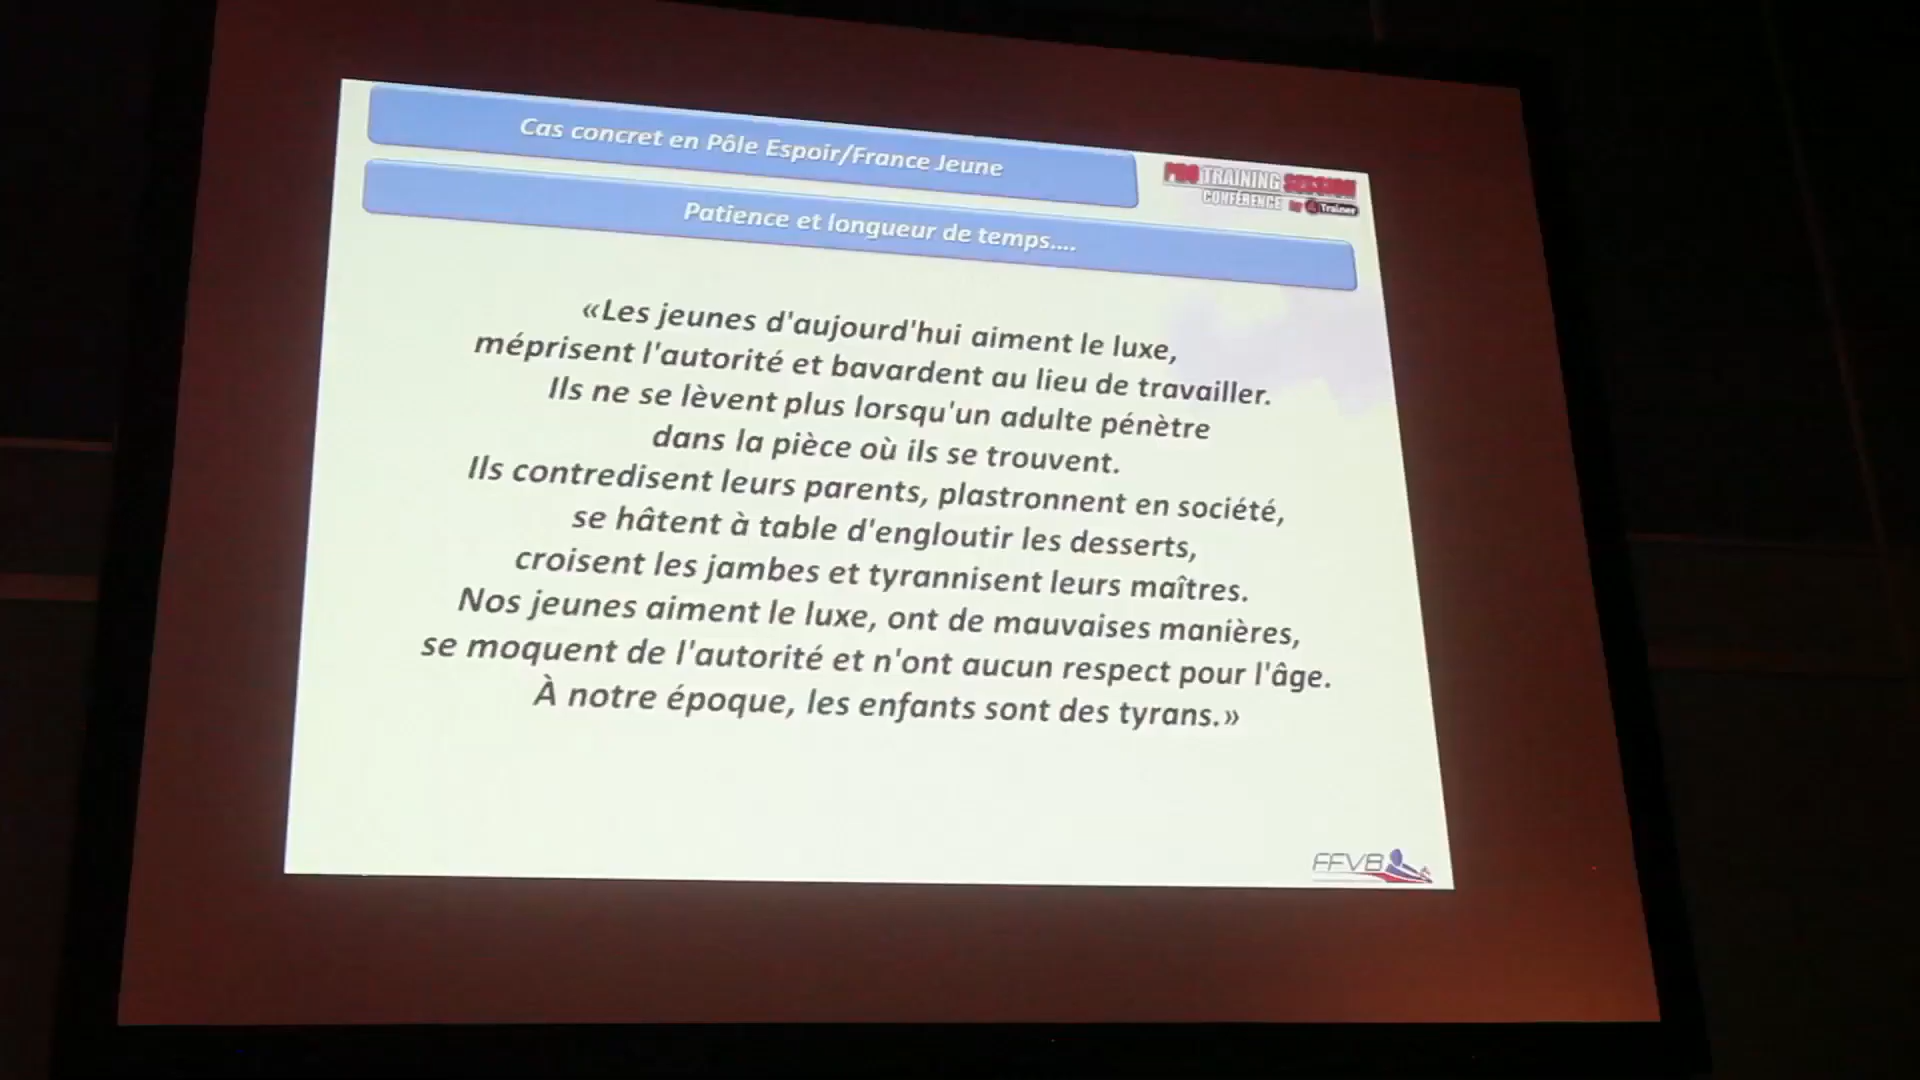 Cas concret en Pôle Espoir/France Jeune
PRO TRAINING SESSION
CONFÉRENCE by Trainer
Patience et longueur de temps....
«Les jeunes d'aujourd'hui aiment le luxe,
méprisent l'autorité et bavardent au lieu de travailler.
Ils ne se lèvent plus lorsqu'un adulte pénètre
dans la pièce où ils se trouvent.
Ils contredisent leurs parents, plastronnent en société,
se hâtent à table d'engloutir les desserts,
croisent les jambes et tyrannisent leurs maîtres.
Nos jeunes aiment le luxe, ont de mauvaises manières,
se moquent de l'autorité et n'ont aucun respect pour l'âge.
À notre époque, les enfants sont des tyrans.»
FFVB